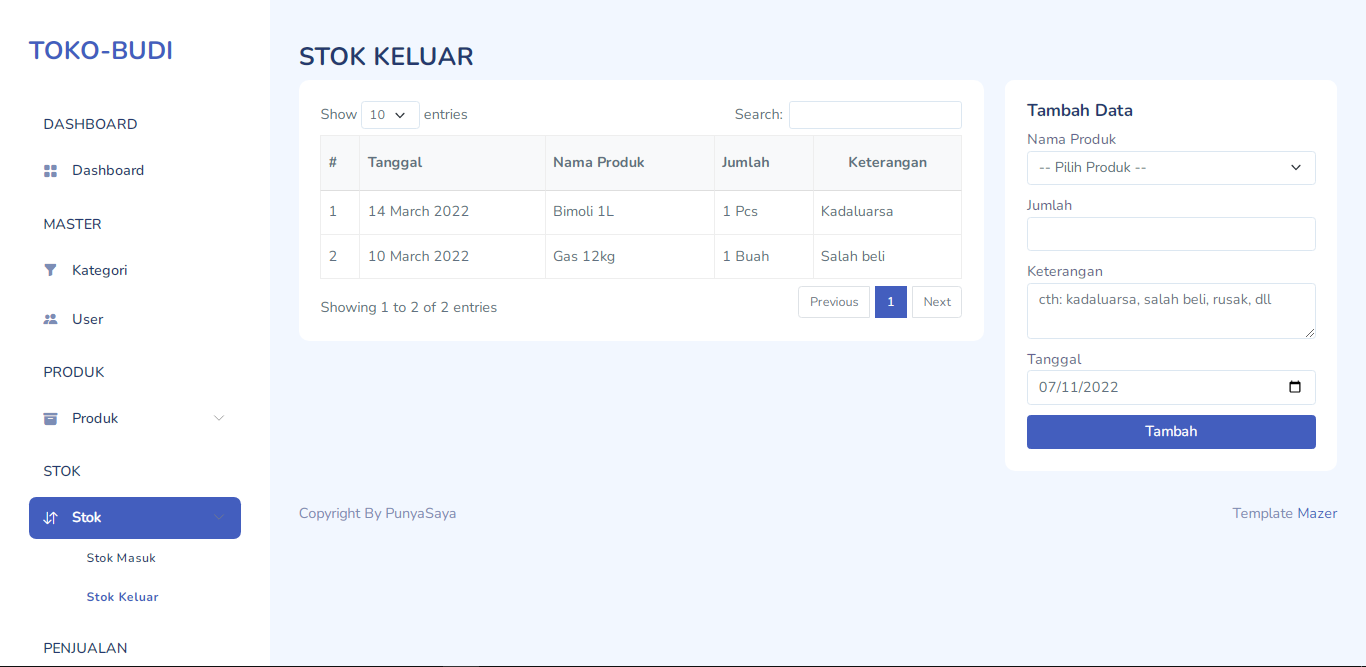 TOKO-BUDI
DASHBOARD
Dashboard
MASTER
Kategori
User
PRODUK
Produk
STOK
Stok
Stok Masuk
Stok Keluar
PENJUALAN
STOK KELUAR
Show 10 entries
Search:
# Tanggal Nama Produk Jumlah Keterangan
1 14 March 2022 Bimoli 1L 1 Pcs Kadaluarsa
2 10 March 2022 Gas 12kg 1 Buah Salah beli
Showing 1 to 2 of 2 entries
Previous 1 Next
Tambah Data
Nama Produk
-- Pilih Produk --
Jumlah
Keterangan
cth: kadaluarsa, salah beli, rusak, dll
Tanggal
07/11/2022
Tambah
Copyright By PunyaSaya
Template Mazer